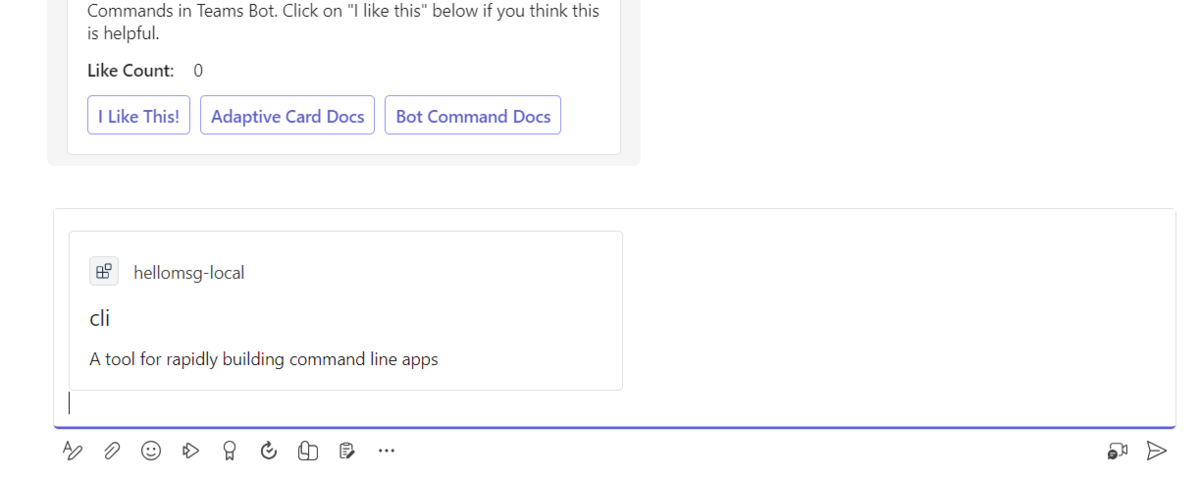 Commands in Teams Bot. Click on "I like this" below if you think this
is helpful.
Like Count: 0
I Like This! Adaptive Card Docs Bot Command Docs
hellomsg-local
cli
A tool for rapidly building command line apps